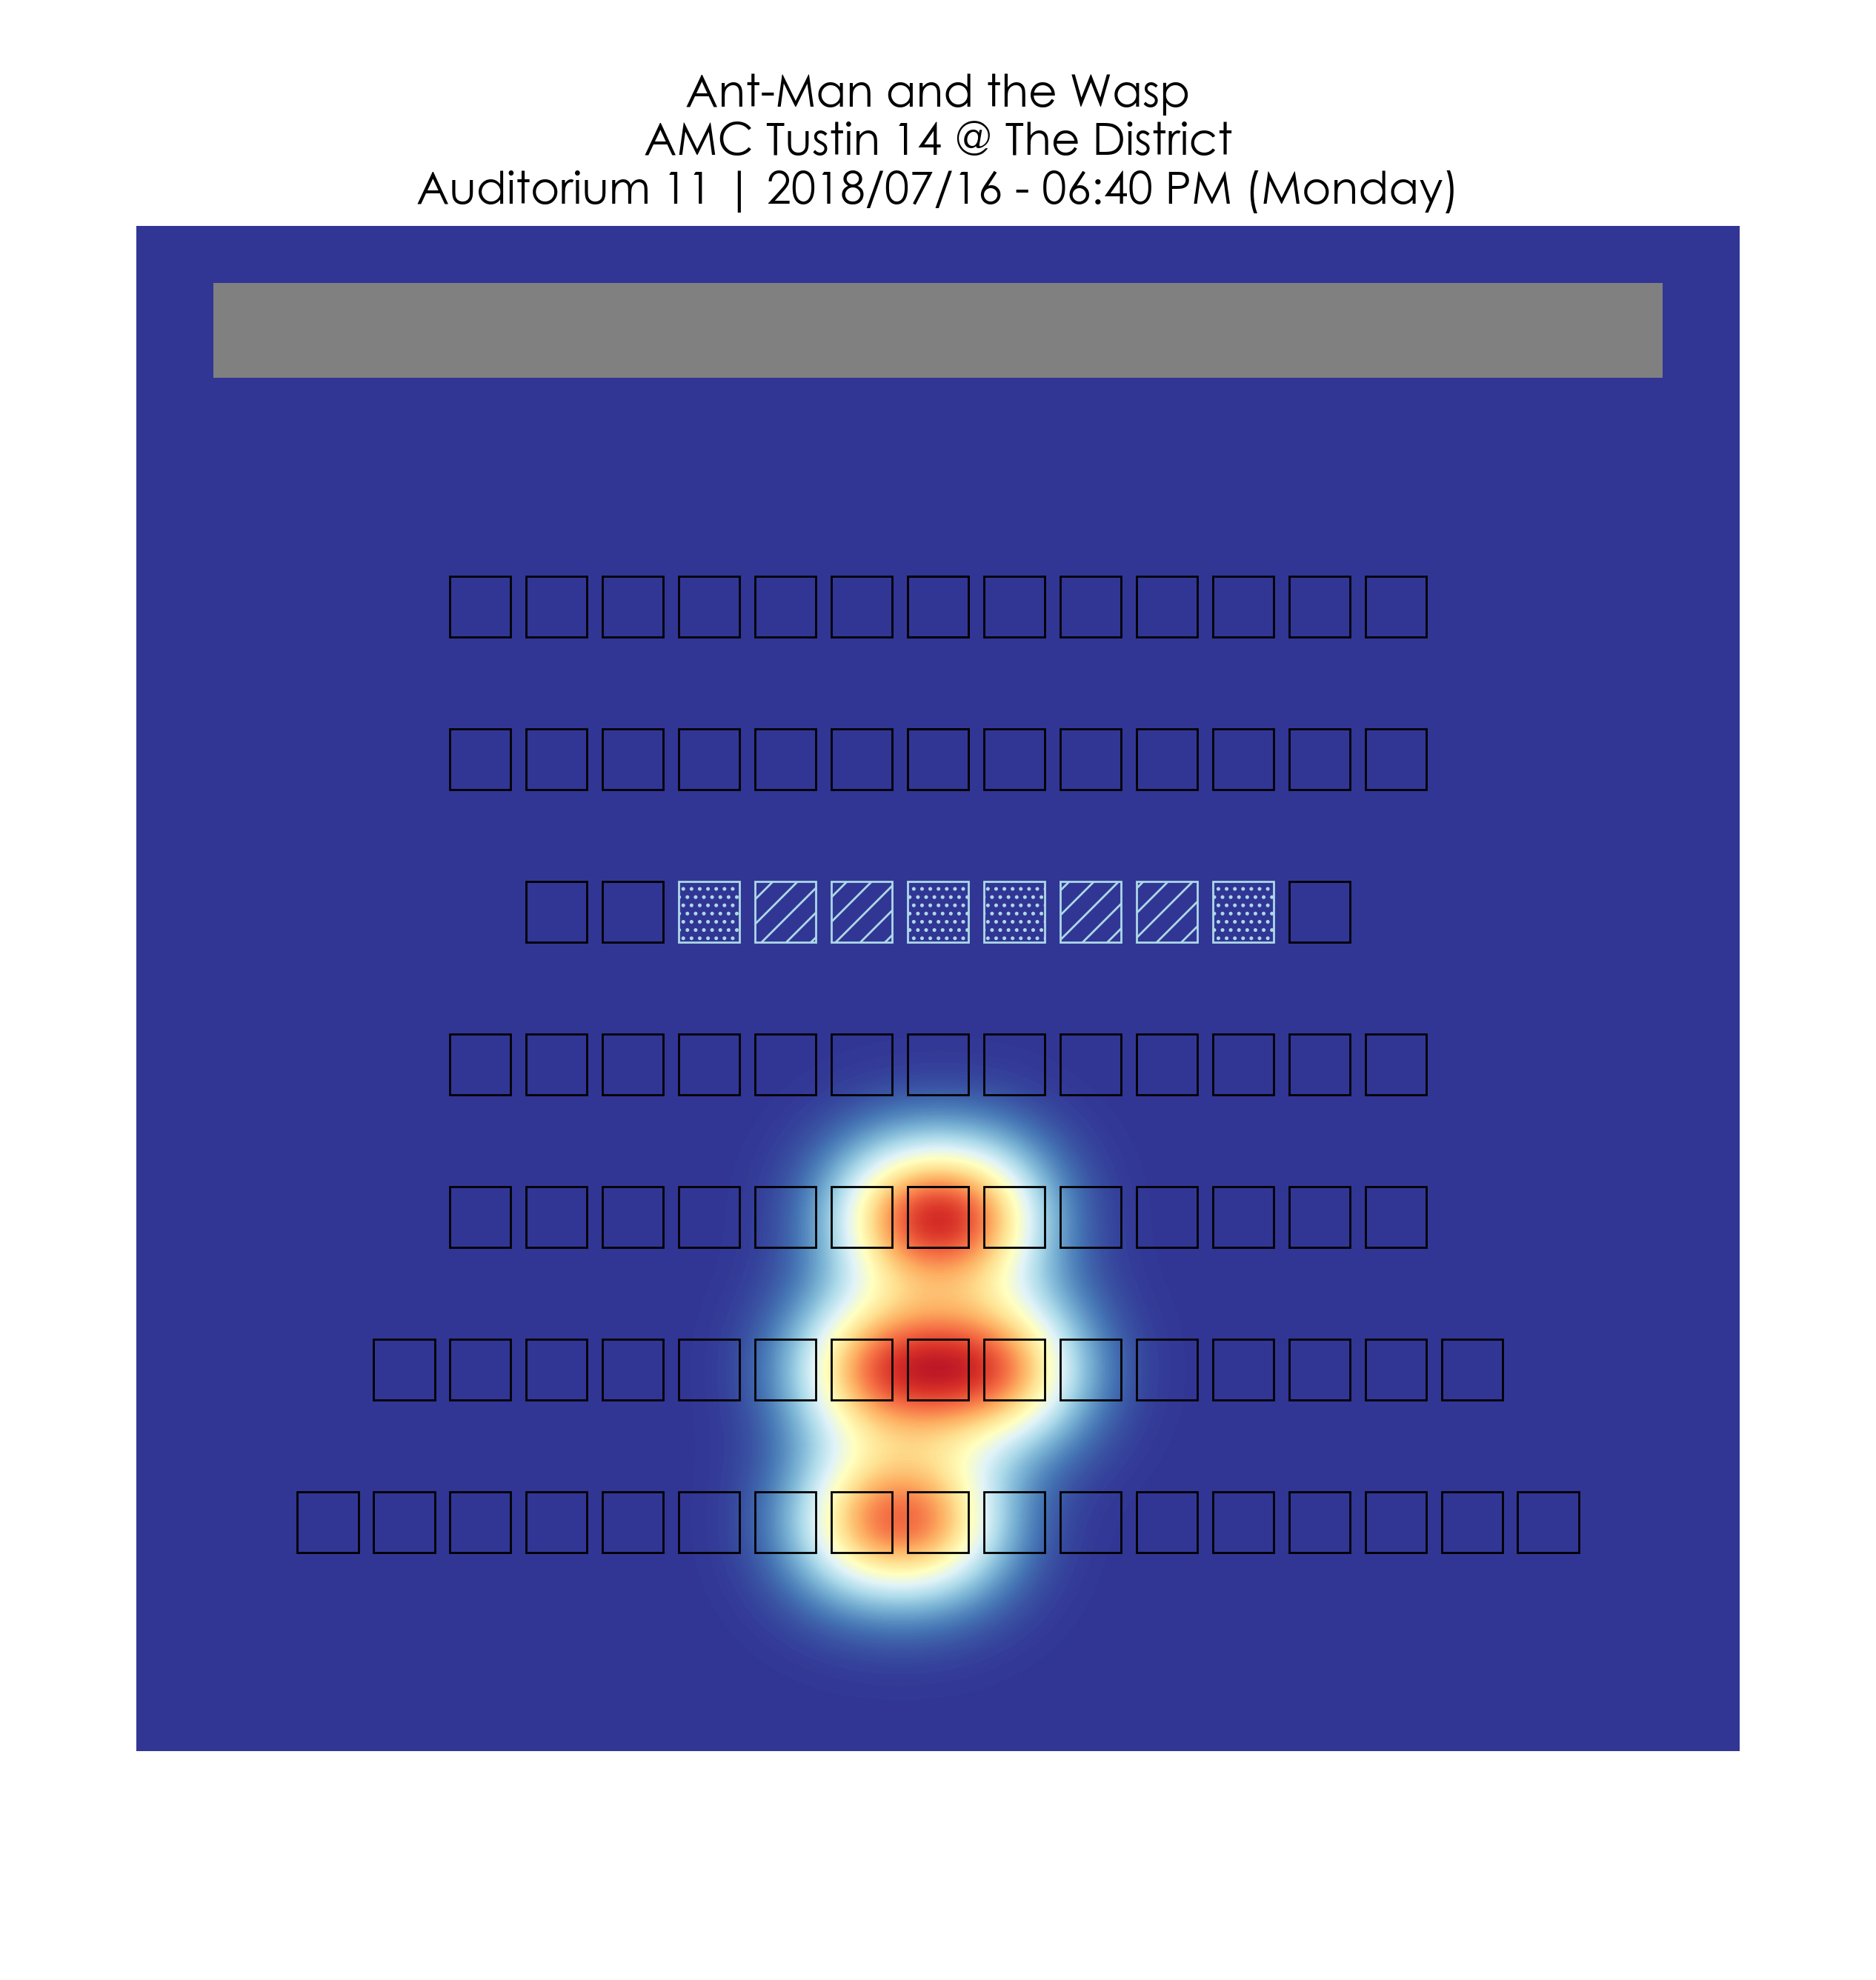 Ant-Man and the Wasp
AMC Tustin 14 @ The District
Auditorium 11 | 2018/07/16 - 06:40 PM (Monday)